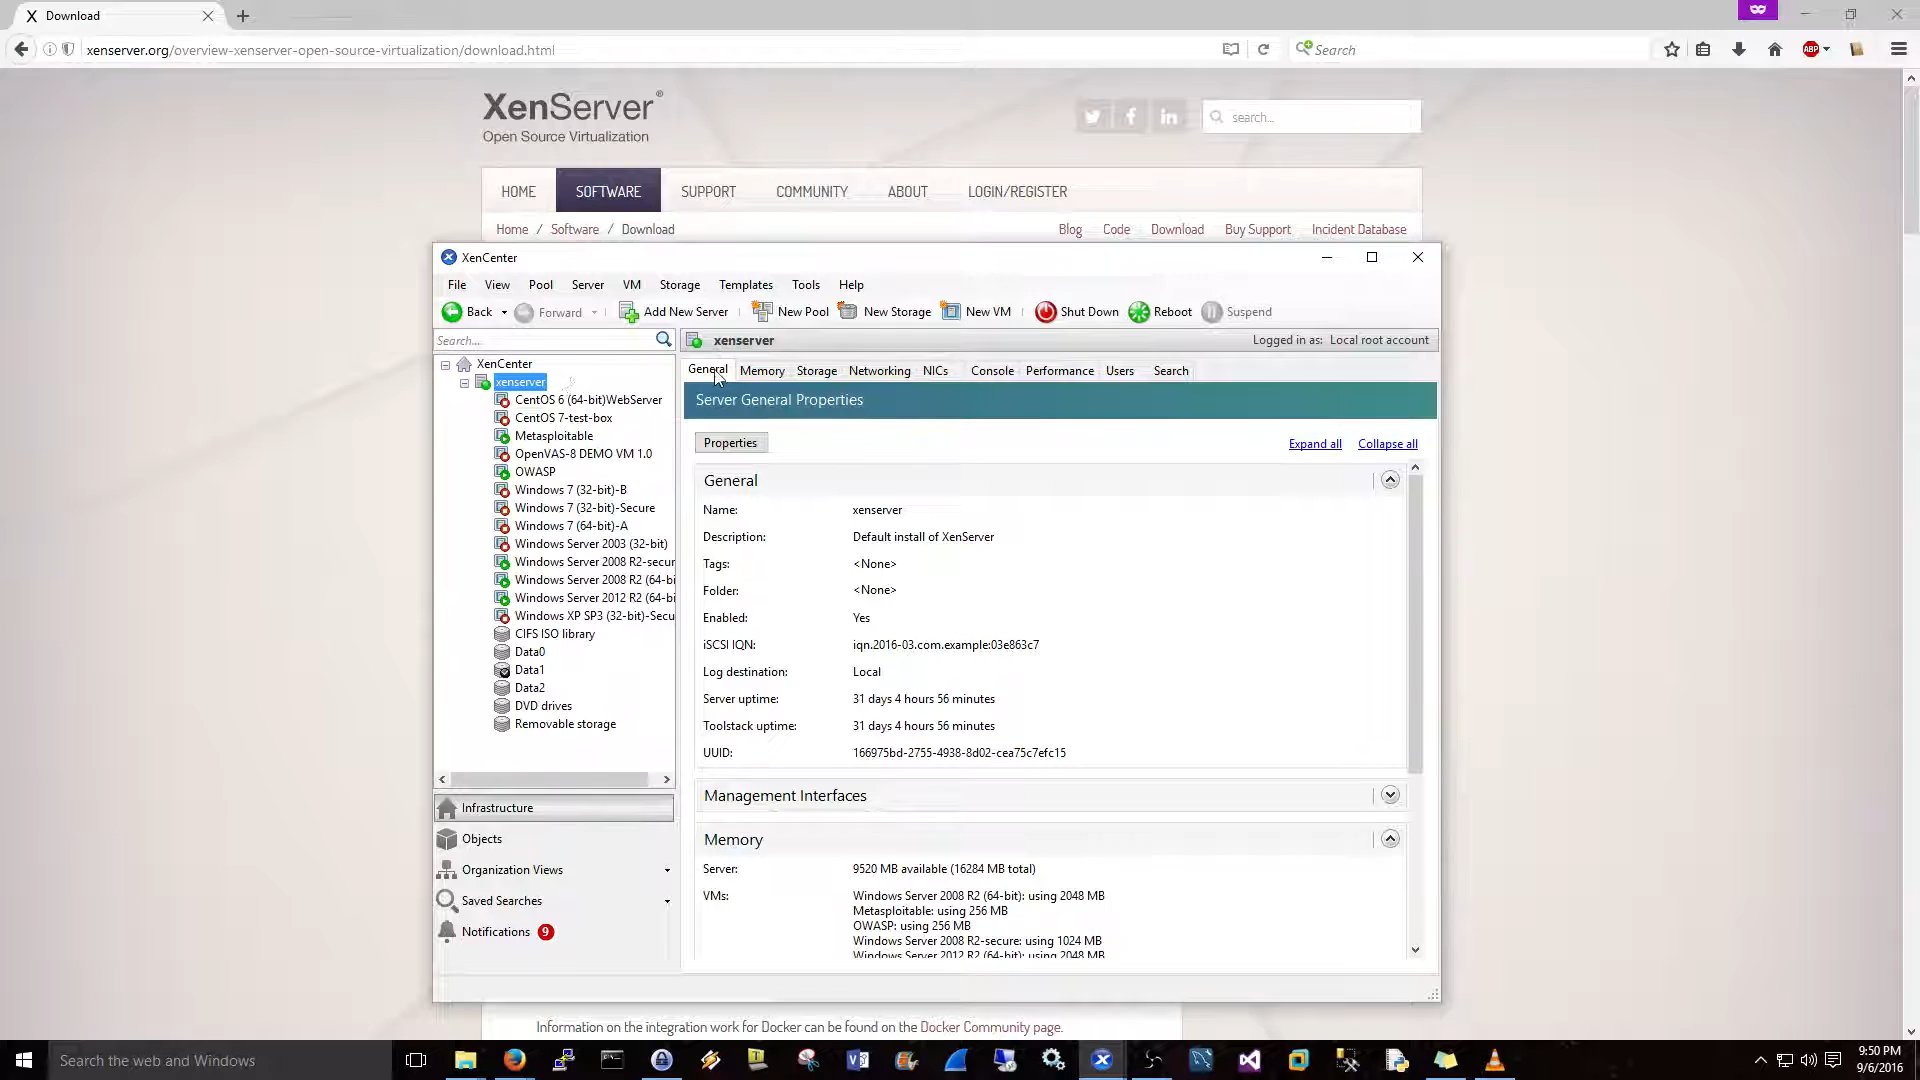 Download
xenserver.org/overview-xenserver-open-source-virtualization/download.html
Search
ABP
XenServer®
Open Source Virtualization
search...
HOME
SOFTWARE
SUPPORT
COMMUNITY
ABOUT
LOGIN/REGISTER
Home / Software / Download
Blog
Code
Download
Buy Support
Incident Database
XenCenter
File
View
Pool
Server
VM
Storage
Templates
Tools
Help
Back
Forward
Add New Server
New Pool
New Storage
New VM
Shut Down
Reboot
Suspend
Search...
xenserver
Logged in as: Local root account
XenCenter
xenserver
CentOS 6 (64-bit)WebServer
CentOS 7-test-box
Metasploitable
OpenVAS-8 DEMO VM 1.0
OWASP
Windows 7 (32-bit)-B
Windows 7 (32-bit)-Secure
Windows 7 (64-bit)-A
Windows Server 2003 (32-bit)
Windows Server 2008 R2-secur
Windows Server 2008 R2 (64-bi
Windows Server 2012 R2 (64-bi
Windows XP SP3 (32-bit)-Secu
CIFS ISO library
Data0
Data1
Data2
DVD drives
Removable storage
Infrastructure
Objects
Organization Views
Saved Searches
Notifications 9
General
Memory
Storage
Networking
NICs
Console
Performance
Users
Search
Server General Properties
Properties
Expand all
Collapse all
General
Name: xenserver
Description: Default install of XenServer
Tags: <None>
Folder: <None>
Enabled: Yes
iSCSI IQN: iqn.2016-03.com.example:03e863c7
Log destination: Local
Server uptime: 31 days 4 hours 56 minutes
Toolstack uptime: 31 days 4 hours 56 minutes
UUID: 166975bd-2755-4938-8d02-cea75c7efc15
Management Interfaces
Memory
Server: 9520 MB available (16284 MB total)
VMs: Windows Server 2008 R2 (64-bit): using 2048 MB
Metasploitable: using 256 MB
OWASP: using 256 MB
Windows Server 2008 R2-secure: using 1024 MB
Windows Server 2012 R2 (64-bit): using 2048 MB
Information on the integration work for Docker can be found on the Docker Community page.
Search the web and Windows
9:50 PM
9/6/2016